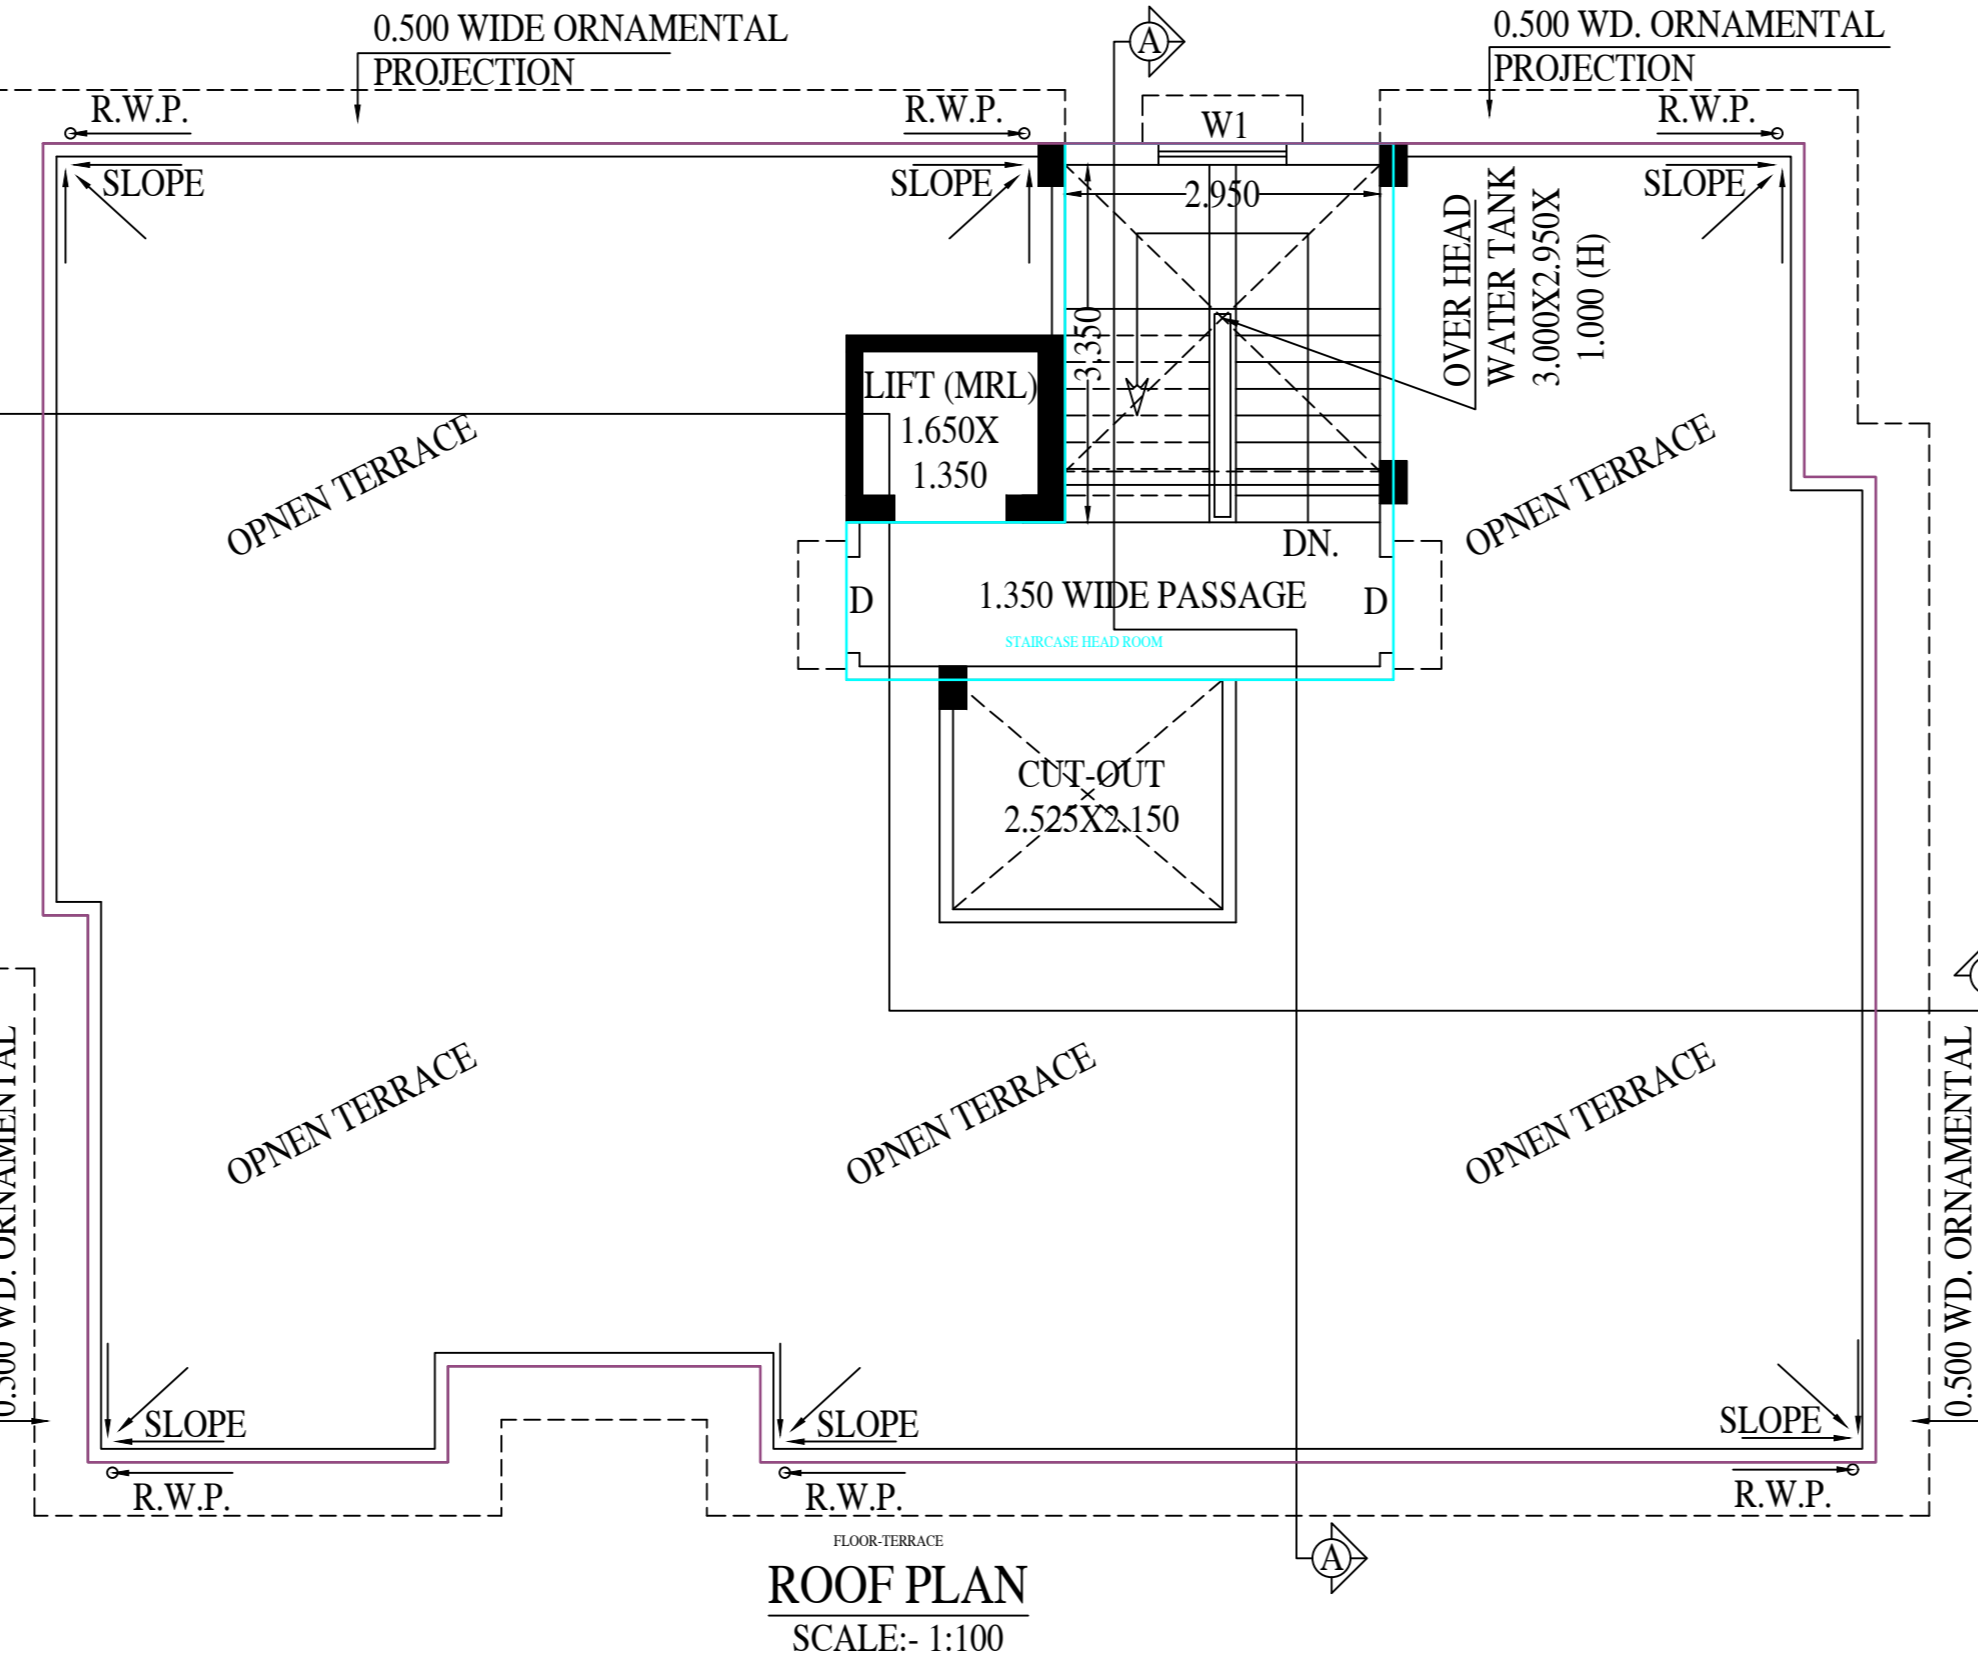 0.500 WIDE ORNAMENTAL
PROJECTION
A
0.500 WD. ORNAMENTAL
PROJECTION
R.W.P.
R.W.P.
W1
R.W.P.
SLOPE
SLOPE
2.950
SLOPE
OVER HEAD
WATER TANK
3.000X2.950X
1.000 (H)
3.350
LIFT (MRL)
1.650X
1.350
OPNEN TERRACE
OPNEN TERRACE
DN.
D
1.350 WIDE PASSAGE
D
STAIRCASE HEAD ROOM
CUT-OUT
2.525X2.150
OPNEN TERRACE
OPNEN TERRACE
OPNEN TERRACE
0.500 WD. ORNAMENTAL
0.500 WD. ORNAMENTAL
SLOPE
SLOPE
SLOPE
R.W.P.
R.W.P.
R.W.P.
FLOOR-TERRACE
A
ROOF PLAN
SCALE:- 1:100